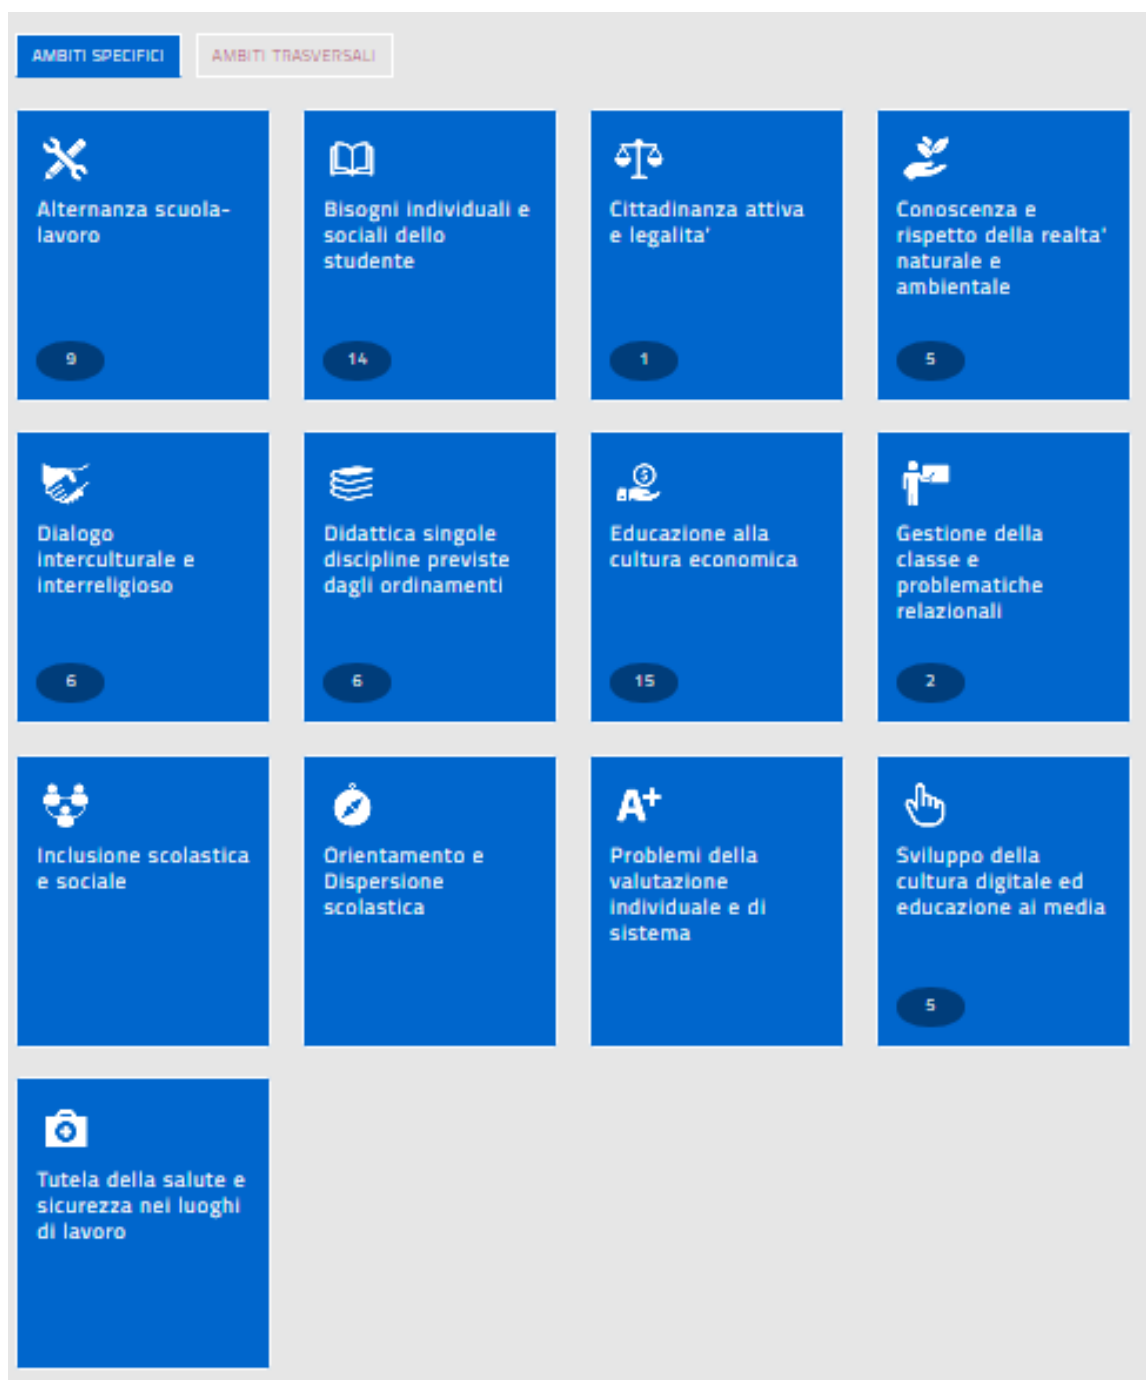 AMBITI SPECIFICI
AMBITI TRASVERSALI
Alternanza scuola-
lavoro
9
Bisogni individuali e
sociali dello
studente
14
Cittadinanza attiva
e legalita'
1
Conoscenza e
rispetto della realta'
naturale e
ambientale
5
Dialogo
interculturale e
interreligioso
6
Didattica singole
discipline previste
dagli ordinamenti
6
Educazione alla
cultura economica
15
Gestione della
classe e
problematiche
relazionali
2
Inclusione scolastica
e sociale
Orientamento e
Dispersione
scolastica
A+
Problemi della
valutazione
individuale e di
sistema
Sviluppo della
cultura digitale ed
educazione ai media
5
Tutela della salute e
sicurezza nei luoghi
di lavoro